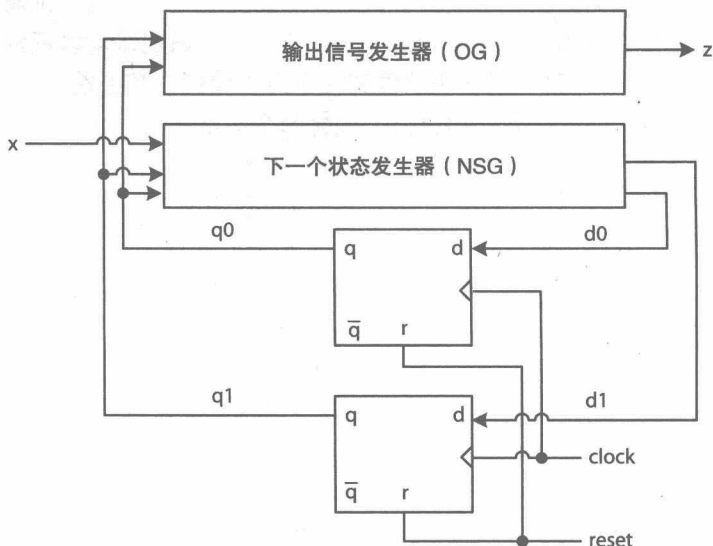 输出信号发生器（OG）
z
x
下一个状态发生器（NSG）
q0
q
d
d0
q̅
r
q1
q
d
d1
clock
q̅
r
reset